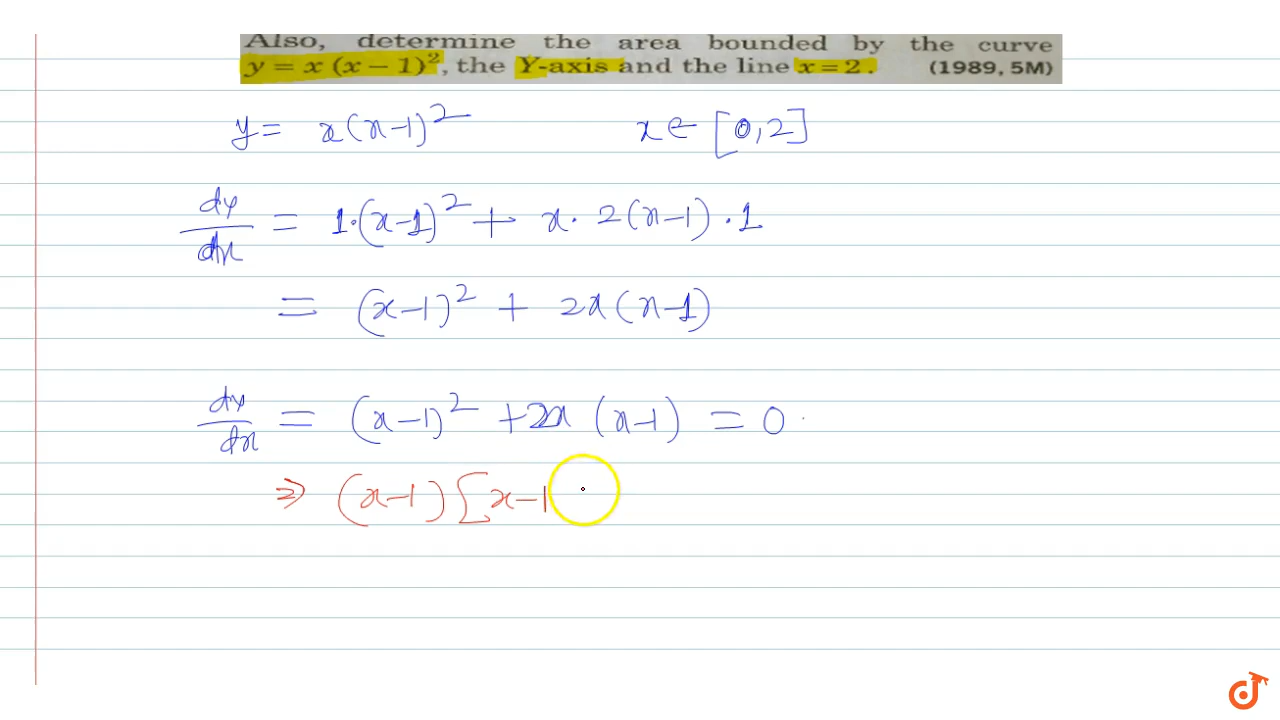 Also, determine the area bounded by the curve
y = x (x − 1)², the Y-axis and the line x = 2 . (1989, 5M)
y = x(x−1)² x ∈ [0,2]
dy/dx = 1·(x−1)² + x·2(x−1)·1
= (x−1)² + 2x(x−1)
dy/dx = (x−1)² + 2x (x−1) = 0
⇒ (x−1) [x−1